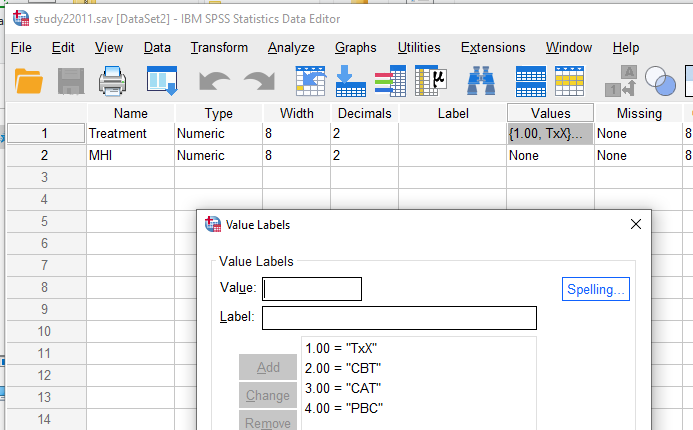 study22011.sav [DataSet2] - IBM SPSS Statistics Data Editor
File Edit View Data Transform Analyze Graphs Utilities Extensions Window Help
Name Type Width Decimals Label Values Missing
1 Treatment Numeric 8 2 {1.00, TxX}... None 8
2 MHI Numeric 8 2 None None 8
3
4
5
6
7
8
9
10
11
12
13
14
Value Labels
Value Labels
Value:
Spelling...
Label:
1.00 = "TxX"
Add
2.00 = "CBT"
Change
3.00 = "CAT"
Remove
4.00 = "PBC"